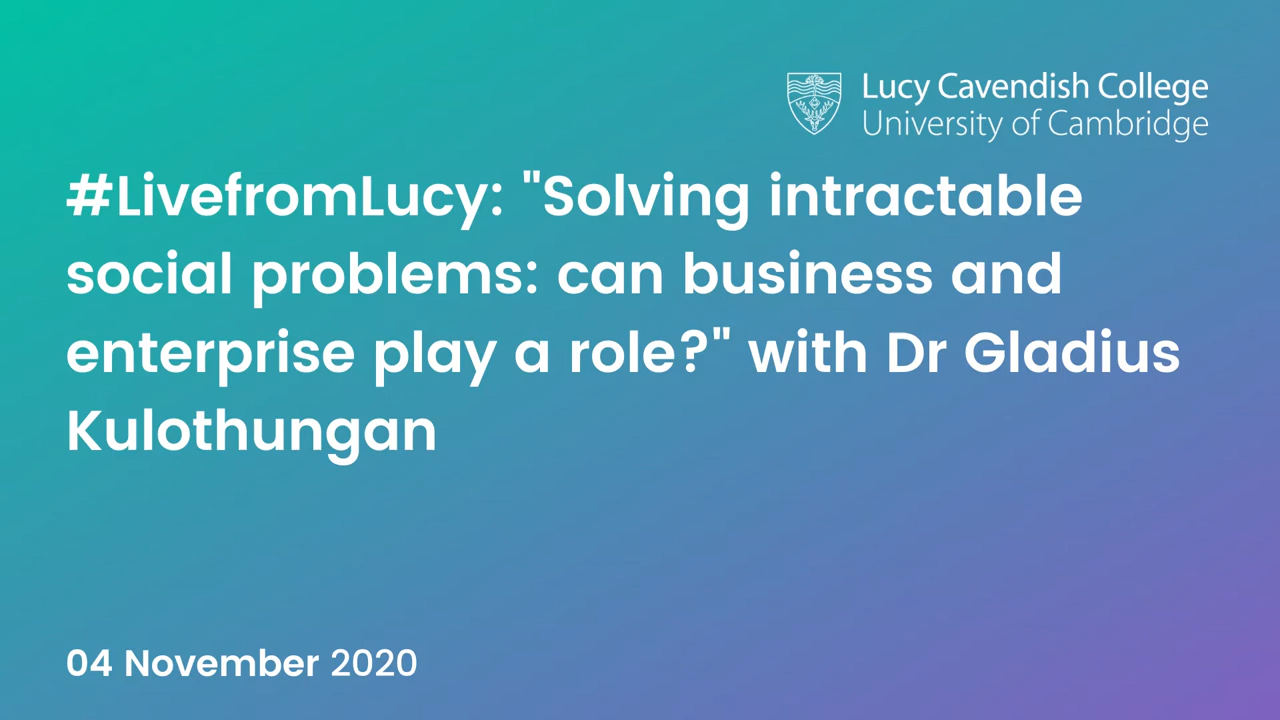 Lucy Cavendish College
University of Cambridge
#LivefromLucy: "Solving intractable
social problems: can business and
enterprise play a role?" with Dr Gladius
Kulothungan
04 November 2020